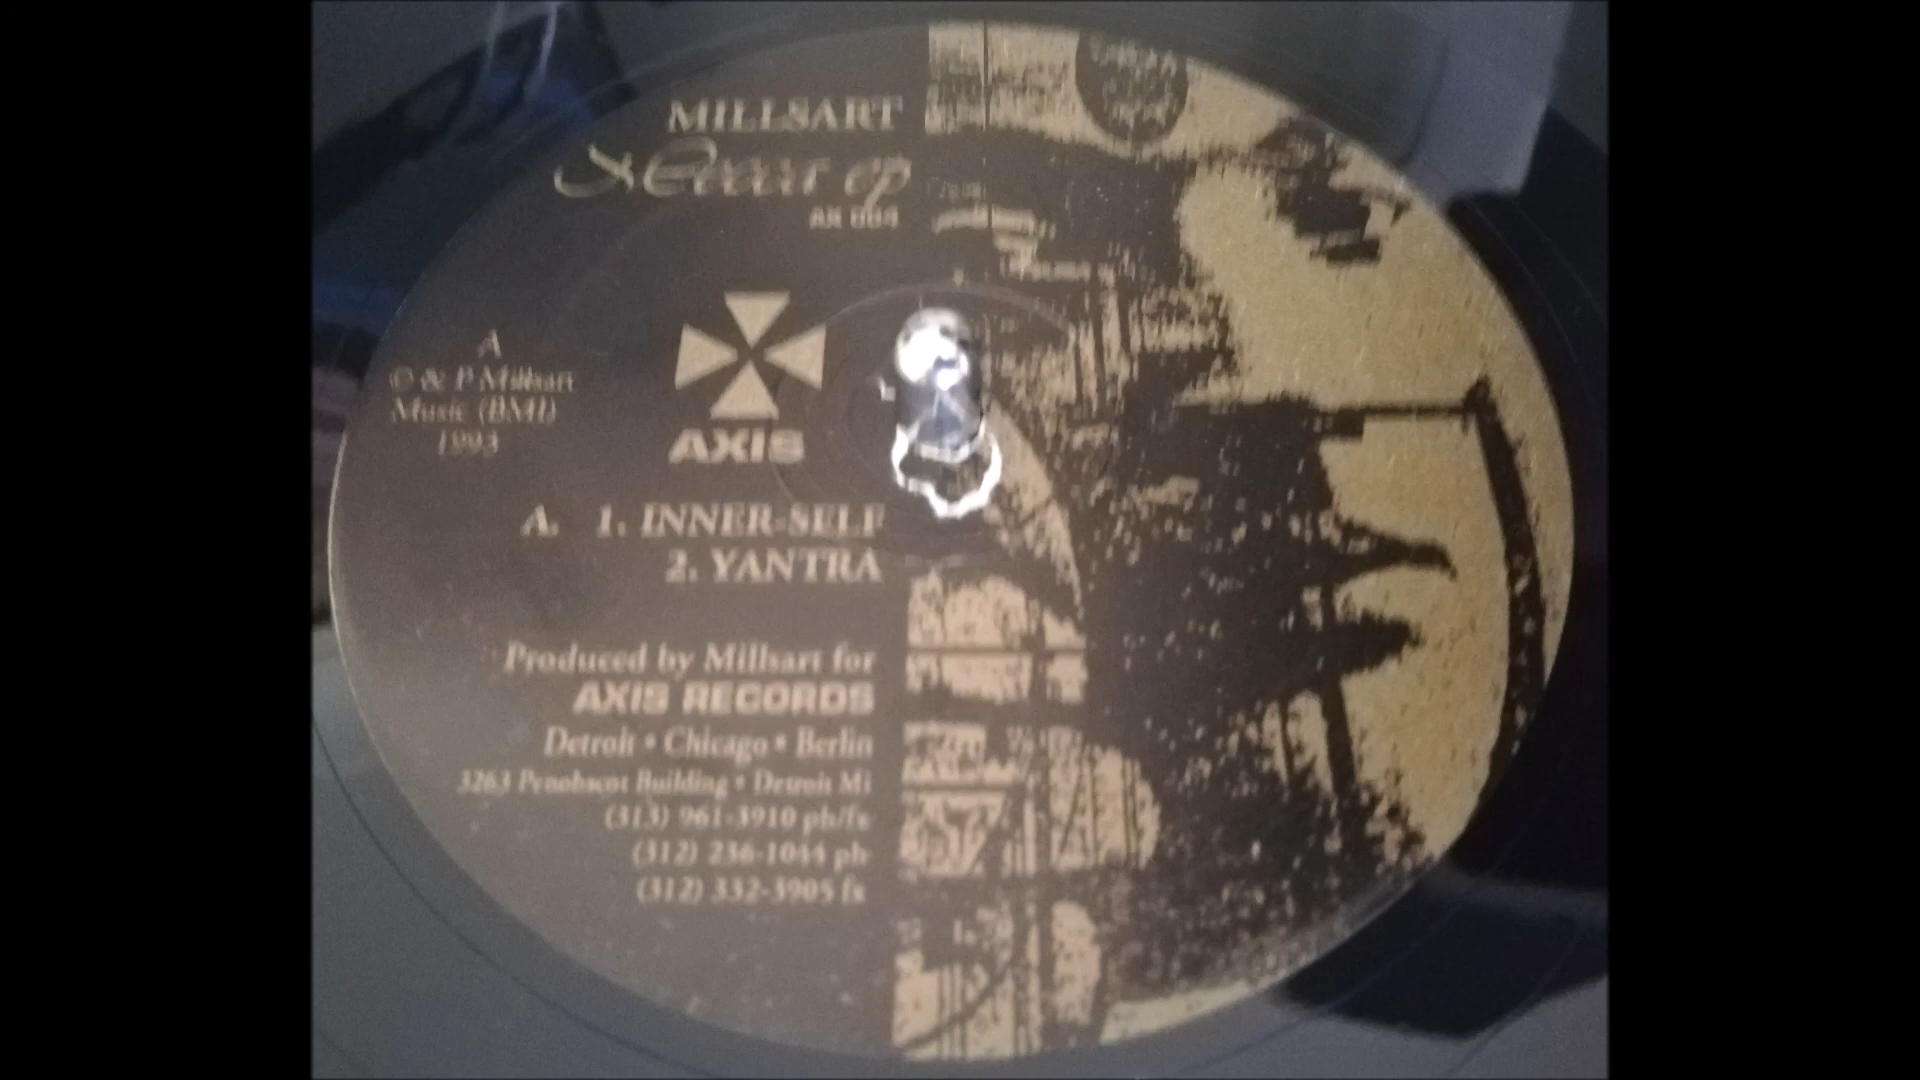 MILLSART
Mecca ep
AX 004
A
© & P Millsart
Music (BMI)
1993
AXIS
A. 1. INNER-SELF
2. YANTRA
Produced by Millsart for
AXIS RECORDS
Detroit • Chicago • Berlin
3263 Penobscot Building • Detroit Mi
(313) 961-3910 ph/fx
(312) 236-1044 ph
(312) 332-3905 fx